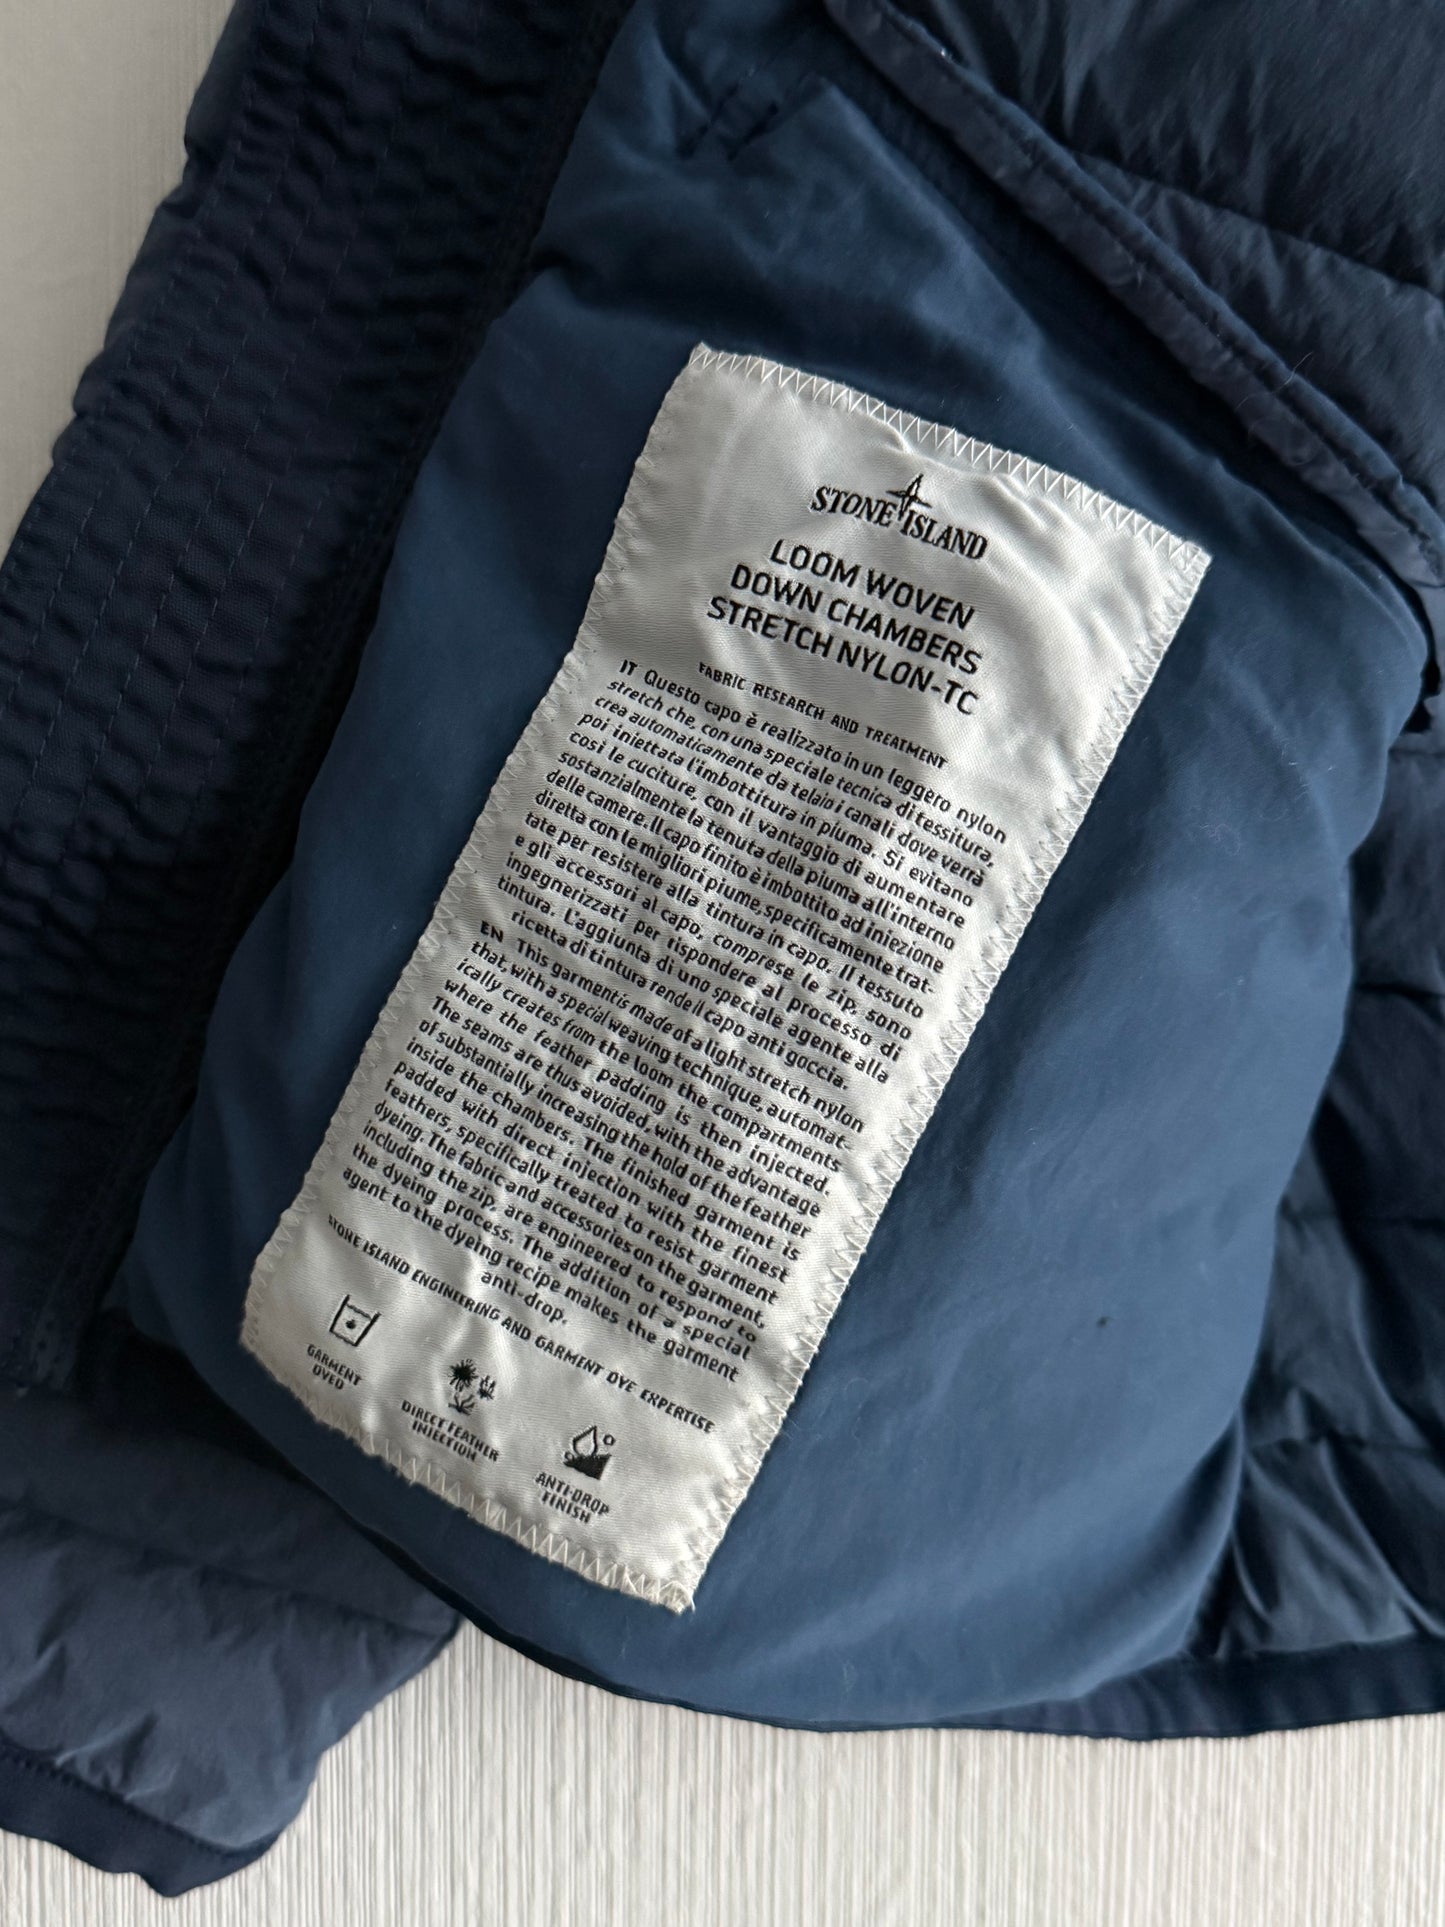 STONE ISLAND
LOOM WOVEN
DOWN CHAMBERS
STRETCH NYLON-TC
FABRIC RESEARCH AND TREATMENT
IT Questo capo è realizzato in un leggero nylon
stretch che, con una speciale tecnica di tessitura,
crea automaticamente da telaio i canali dove verrà
poi iniettata l'imbottitura in piuma. Si evitano
così le cuciture, con il vantaggio di aumentare
sostanzialmente la tenuta della piuma all'interno
delle camere. Il capo finito è imbottito ad iniezione
diretta con le migliori piume, specificamente trat-
tate per resistere alla tintura in capo. Il tessuto
e gli accessori al capo, comprese le zip, sono
ingegnerizzati per rispondere al processo di
tintura. L'aggiunta di uno speciale agente alla
ricetta di tintura rende il capo anti goccia.
EN This garment is made of a light stretch nylon
that, with a special weaving technique, automat-
ically creates from the loom the compartments
where the feather padding is then injected.
The seams are thus avoided, with the advantage
of substantially increasing the hold of the feather
inside the chambers. The finished garment is
padded with direct injection with the finest
feathers, specifically treated to resist garment
dyeing. The fabric and accessories on the garment,
including the zip, are engineered to respond to
the dyeing process. The addition of a special
agent to the dyeing recipe makes the garment
anti-drop.
STONE ISLAND ENGINEERING AND GARMENT DYE EXPERTISE
GARMENT
DYED
DIRECT FEATHER
INJECTION
ANTI-DROP
FINISH